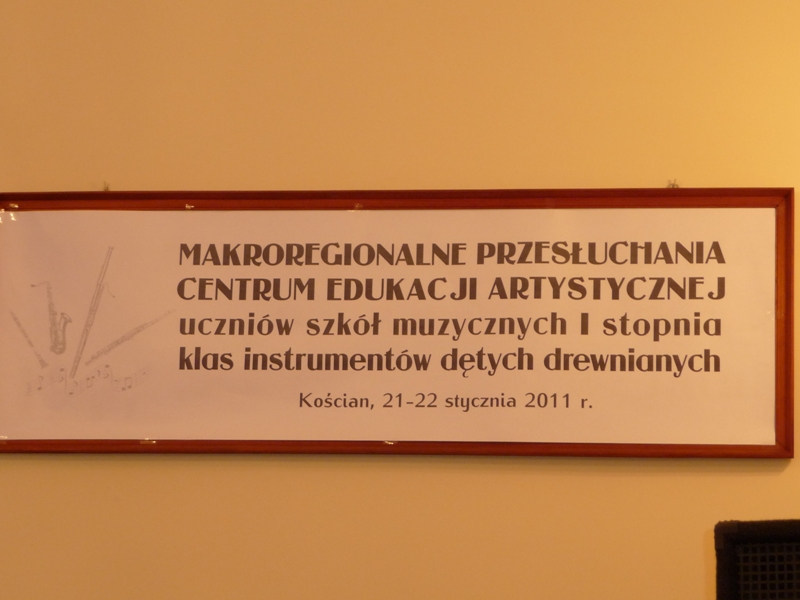 MAKROREGIONALNE PRZESŁUCHANIA
CENTRUM EDUKACJI ARTYSTYCZNEJ
uczniów szkół muzycznych I stopnia
klas instrumentów dętych drewnianych
Kościan, 21-22 stycznia 2011 r.